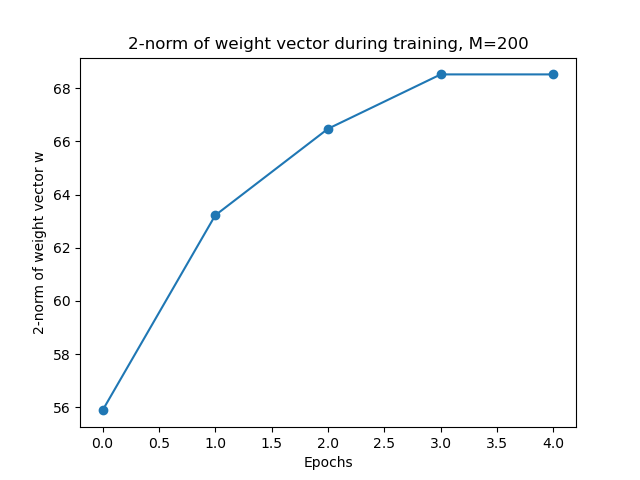 2-norm of weight vector during training, M=200
2-norm of weight vector w
68
66
64
62
60
58
56
0.0 0.5 1.0 1.5 2.0 2.5 3.0 3.5 4.0
Epochs